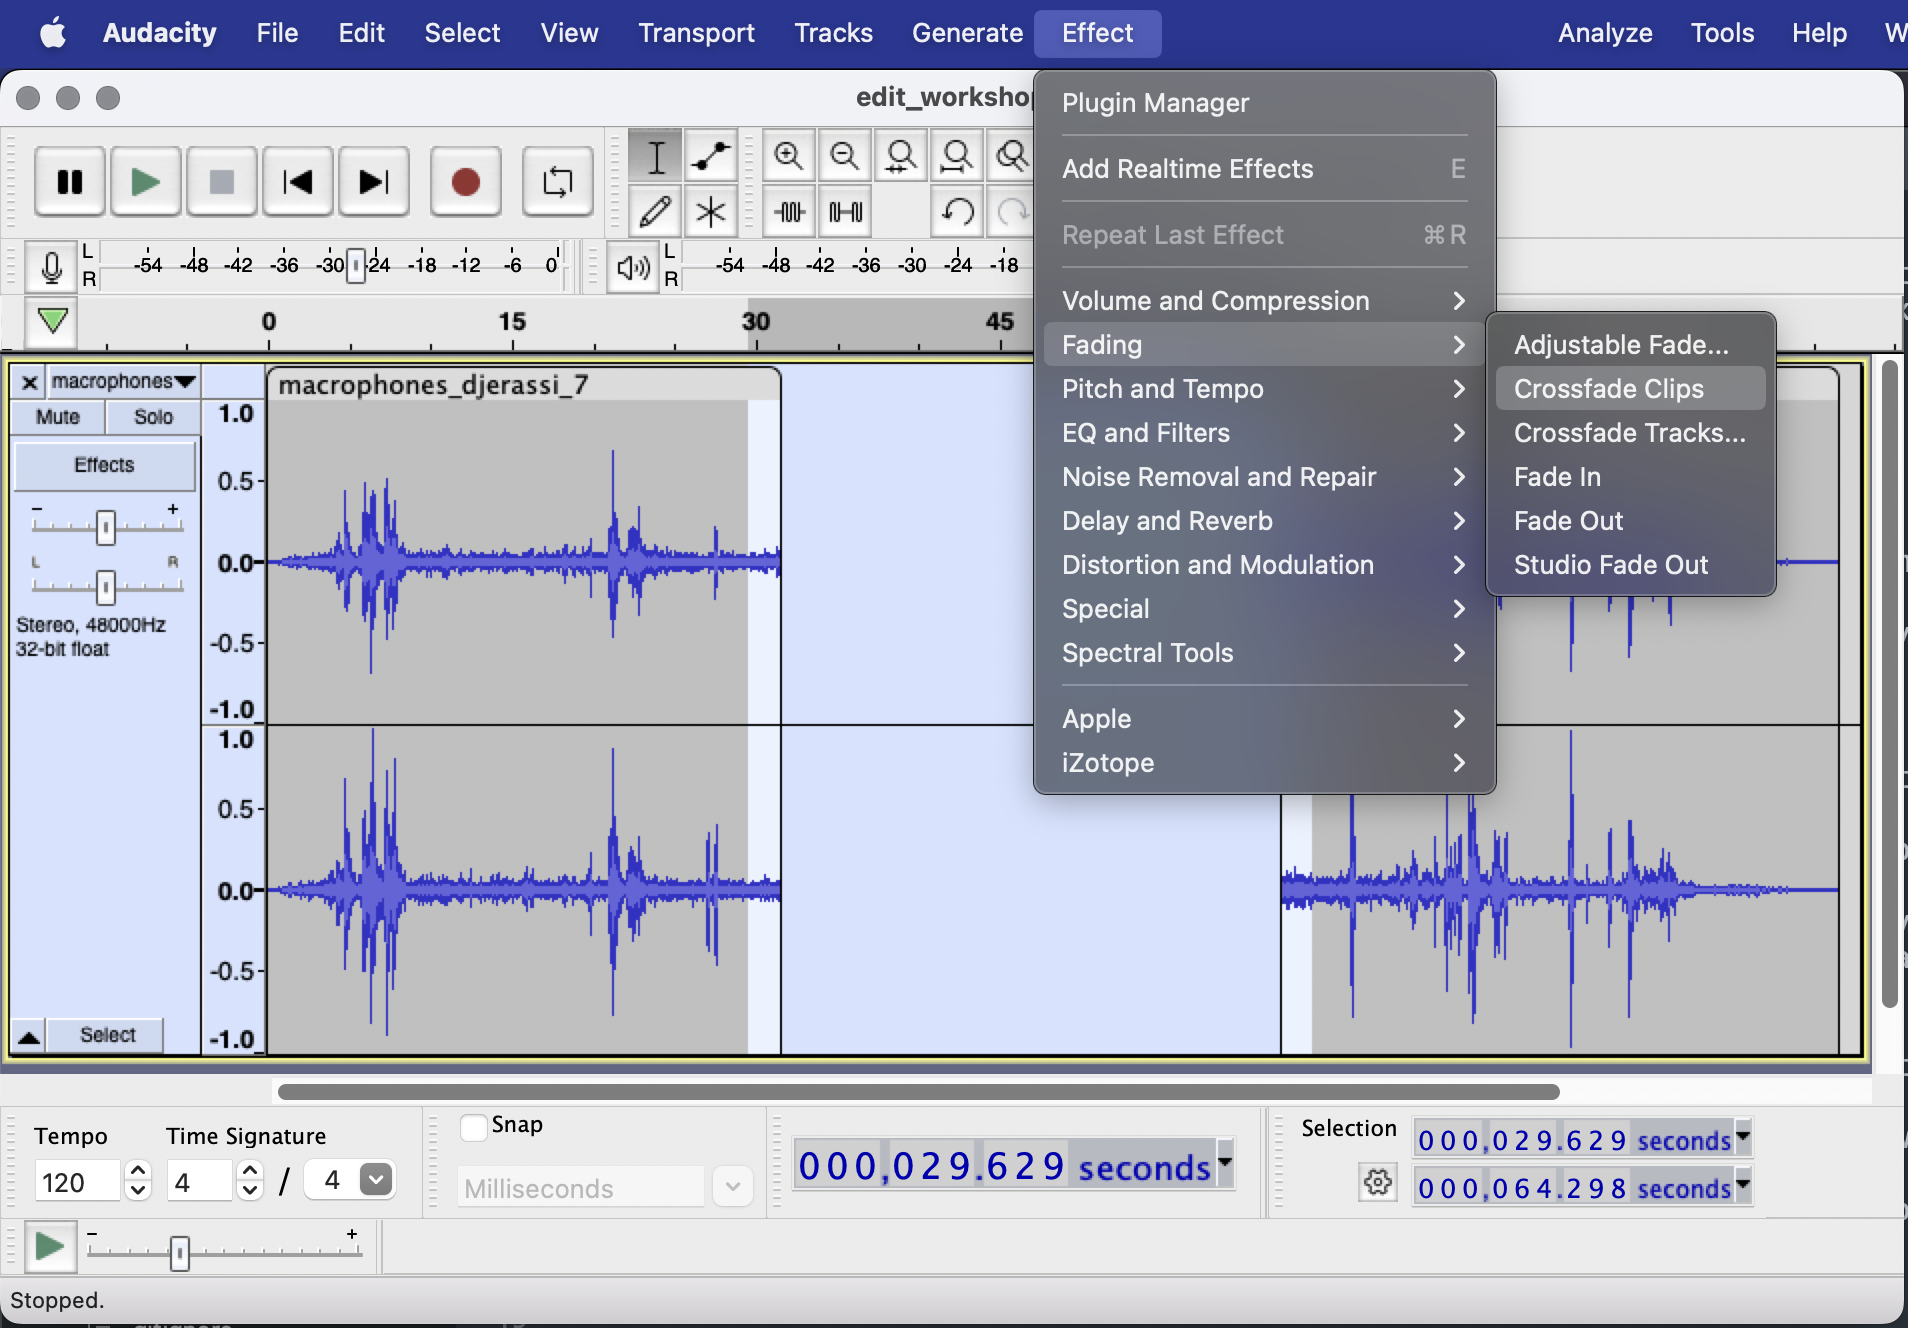 Audacity File Edit Select View Transport Tracks Generate Effect Analyze Tools Help W
edit_workshop
Plugin Manager
Add Realtime Effects E
Repeat Last Effect ⌘R
Volume and Compression
Fading
Pitch and Tempo
EQ and Filters
Noise Removal and Repair
Delay and Reverb
Distortion and Modulation
Special
Spectral Tools
Apple
iZotope
Adjustable Fade...
Crossfade Clips
Crossfade Tracks...
Fade In
Fade Out
Studio Fade Out
L
R
-54 -48 -42 -36 -30 -24 -18 -12 -6 0
L
R
-54 -48 -42 -36 -30 -24 -18
0 15 30 45
macrophones
Mute Solo
Effects
- +
L R
Stereo, 48000Hz
32-bit float
Select
macrophones_djerassi_7
1.0
0.5
0.0
-0.5
-1.0
1.0
0.5
0.0
-0.5
-1.0
Tempo
120
Time Signature
4 / 4
Snap
Milliseconds
000,029.629 seconds
Selection
000,029.629 seconds
000,064.298 seconds
- +
Stopped.